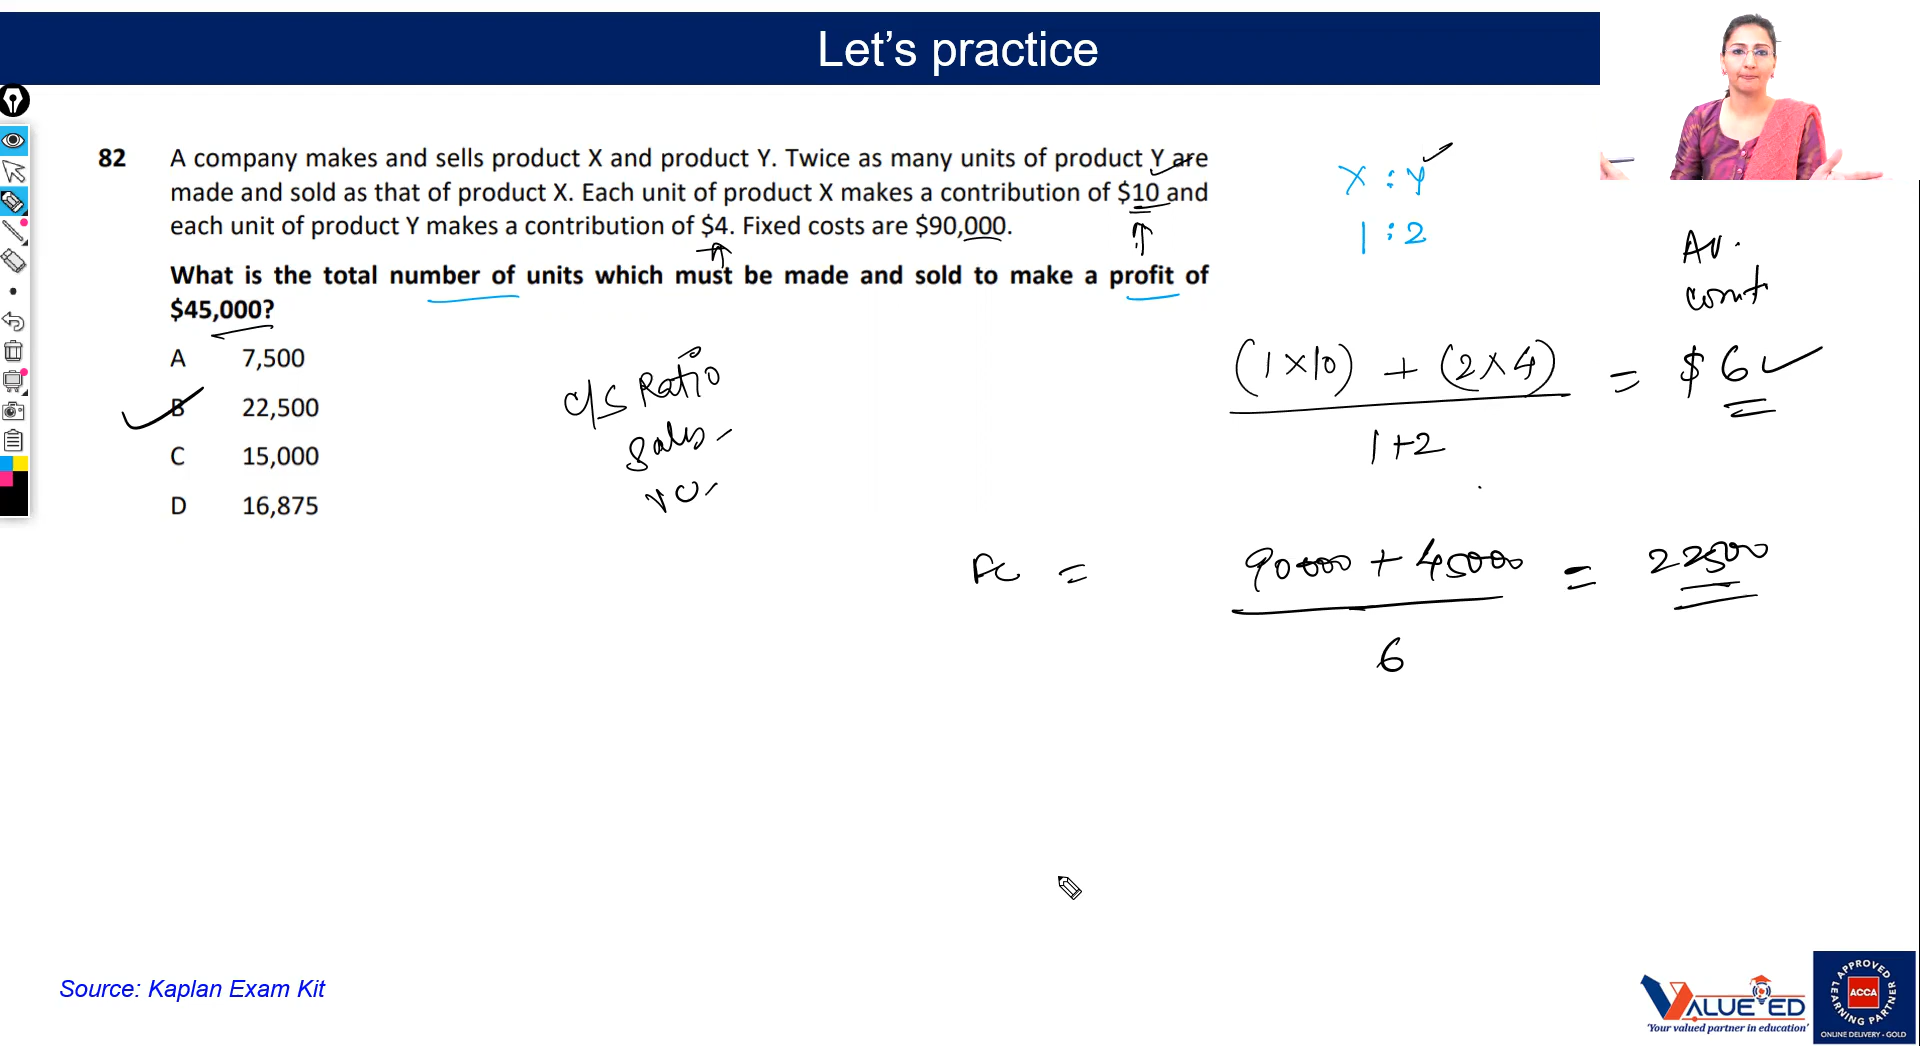 Let's practice
82 A company makes and sells product X and product Y. Twice as many units of product Y are
made and sold as that of product X. Each unit of product X makes a contribution of $10 and
each unit of product Y makes a contribution of $4. Fixed costs are $90,000.
What is the total number of units which must be made and sold to make a profit of
$45,000?
A 7,500
B 22,500
C 15,000
D 16,875
X : Y
1 : 2
Av.
cont
(1×10) + (2×4) = $6
1+2
C/S Ratio
Sales
VC
FC = 90000 + 45000 = 22500
6
Source: Kaplan Exam Kit
VALUE ED
'Your valued partner in education'
APPROVED
LEARNING PARTNER
ACCA
ONLINE DELIVERY - GOLD